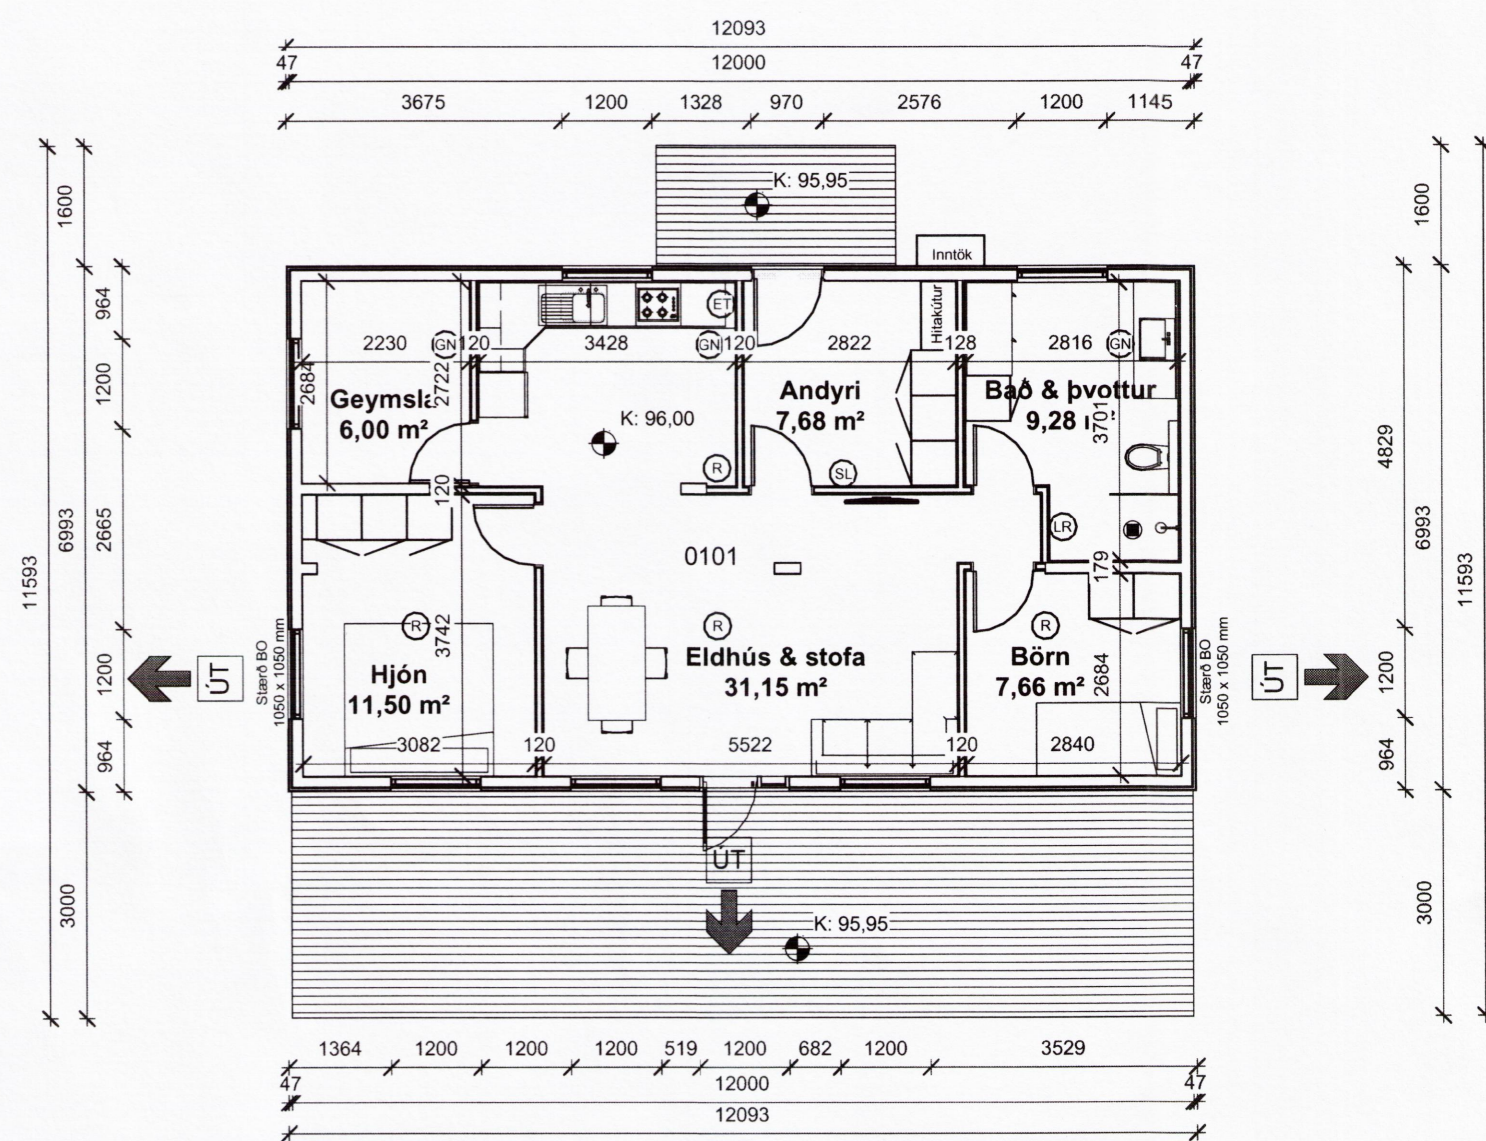 12093
47 12000 47
3675 1200 1328 970 2576 1200 1145
K: 95,95
Inntök
1600
964
1200
2665
1200
964
6993
3000
11593
1600
4829
1200
964
6993
3000
11593
2230 GN 120 3428 GN 120 2822 128 2816 GN
ET
Hitakútur
2684
2722
Geymsla
6,00 m²
K: 96,00
Andyri
7,68 m²
Bað & þvottur
9,28 m²
3701
R
SL
120
LR
0101
179
R
3742
R
R
Hjón
11,50 m²
Eldhús & stofa
31,15 m²
Börn
7,66 m²
2684
ÚT
Stærð BO
1050 x 1050 mm
Stærð BO
1050 x 1050 mm
ÚT
3082 120 5522 120 2840
ÚT
K: 95,95
1364 1200 1200 1200 519 1200 682 1200 3529
47 12000 47
12093